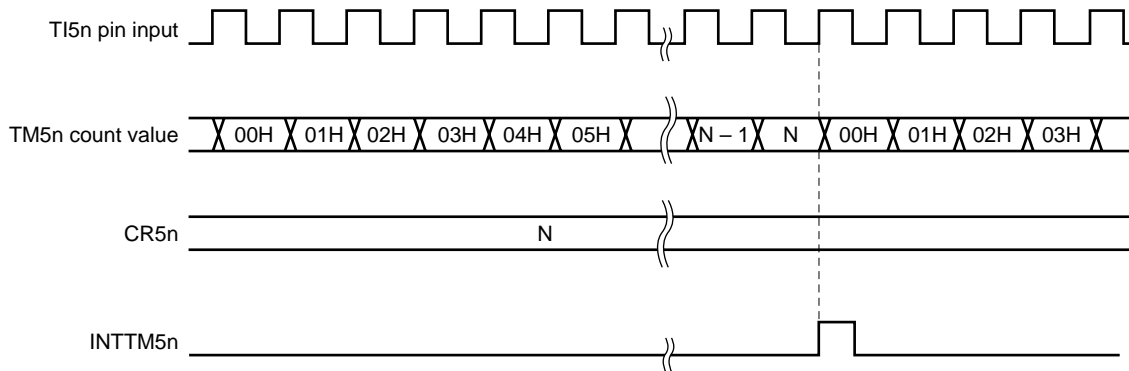 TI5n pin input
TM5n count value 00H 01H 02H 03H 04H 05H N – 1 N 00H 01H 02H 03H
CR5n N
INTTM5n